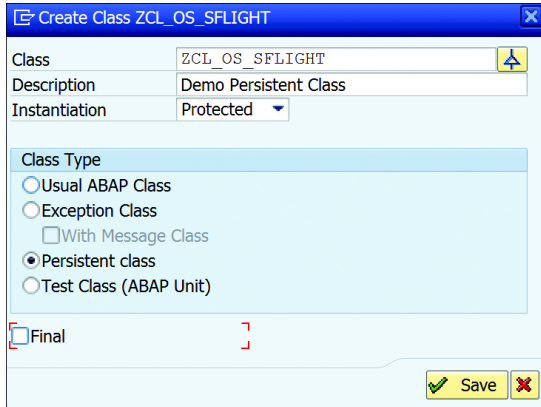 Create Class ZCL_OS_SFLIGHT
Class ZCL_OS_SFLIGHT
Description Demo Persistent Class
Instantiation Protected
Class Type
Usual ABAP Class
Exception Class
With Message Class
Persistent class
Test Class (ABAP Unit)
Final
Save